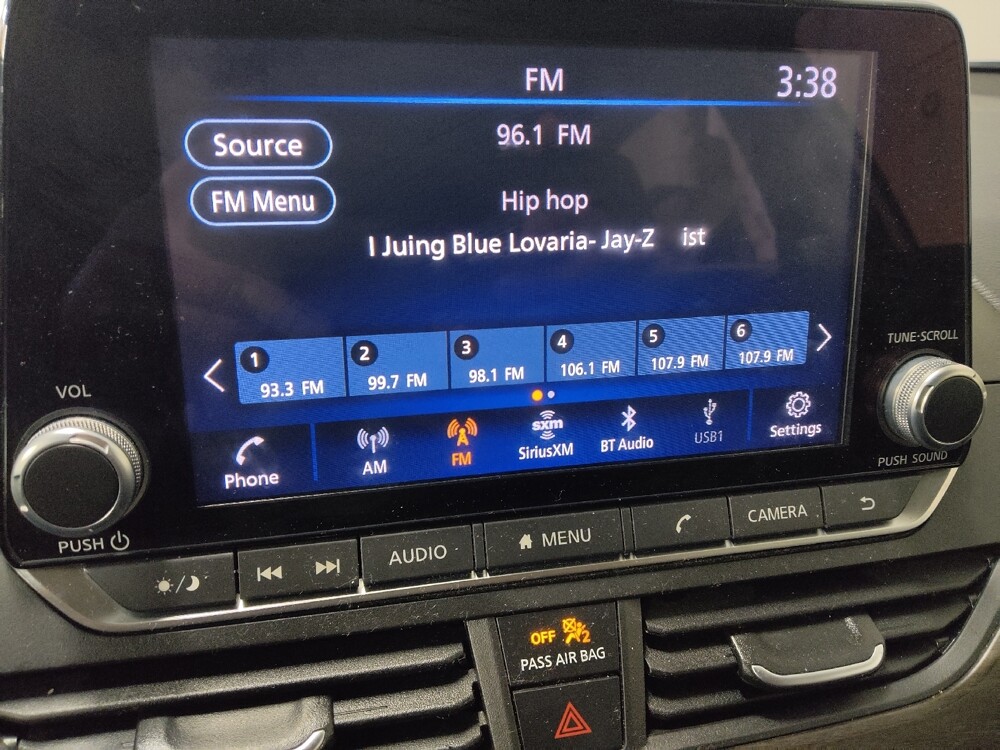 FM
3:38
Source
96.1 FM
FM Menu
Hip hop
I Juing Blue Lovaria- Jay-Z ist
1
93.3 FM
2
99.7 FM
3
98.1 FM
4
106.1 FM
5
107.9 FM
6
107.9 FM
Phone
AM
FM
sxm
SiriusXM
BT Audio
USB1
Settings
VOL
PUSH
TUNE·SCROLL
PUSH SOUND
AUDIO
MENU
CAMERA
OFF
2
PASS AIR BAG